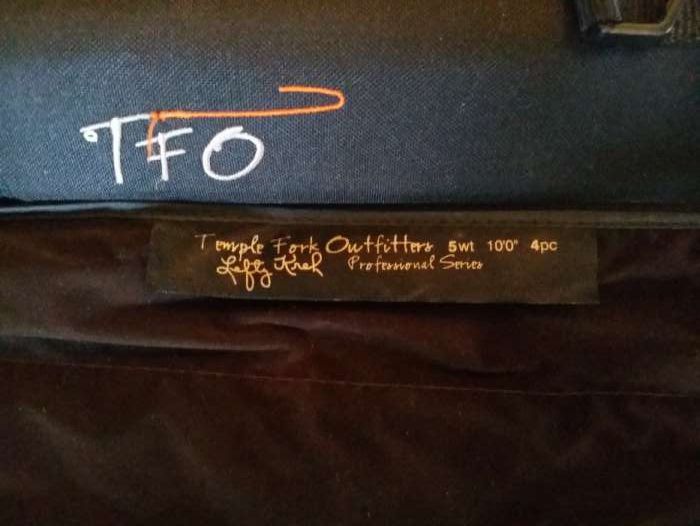 TFO
Temple Fork Outfitters 5wt 10'0" 4pc
Lefty Kreh Professional Series